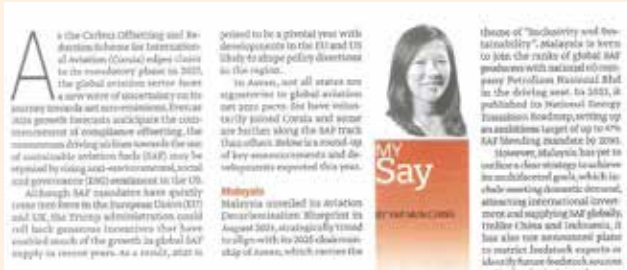 As the Carbon Offsetting and Re-
duction Scheme for Internation-
al Aviation (Corsia) edges closer
to its mandatory phase in 2027,
the global aviation sector faces
a new wave of uncertainty on its
journey towards net zero emissions. Even as
growth forecasts anticipate the com-
mencement of compliance offsetting, the
momentum driving airlines towards the use
of sustainable aviation fuels (SAF) may be
by rising anti-environmental, social
and governance (ESG) sentiment in the US.
Although SAF mandates have quietly
come into force in the European Union (EU)
and UK, the Trump administration could
roll back generous incentives that have
enabled much of the growth in global SAF
supply in recent years. As a result, 2025 is
poised to be a pivotal year with
developments in the EU and US
likely to shape policy directions
in the region.
In Asean, not all states are
signatories to global aviation
net zero pacts. Six have volun-
tarily joined Corsia and some
are further along the SAF track
than others. Below is a round-up
of key announcements and de-
velopments expected this year.
Malaysia
Malaysia unveiled its Aviation
Decarbonisation Blueprint in
August 2024, strategically timed
to align with its 2025 chairman-
ship of Asean, which carries the
MY
Say
BY
theme of "Inclusivity and Sus-
tainability". Malaysia is keen
to join the ranks of global SAF
producers with national oil com-
pany Petroliam Nasional Bhd
in the driving seat. In 2023, it
published its National Energy
Transition Roadmap, setting up
an ambitious target of up to 47%
SAF blending mandate by 2050.
However, Malaysia has yet to
outline a clear strategy to achieve
its multifaceted goals, which in-
clude meeting domestic demand,
attracting international invest-
ment and supplying SAF globally.
Unlike China and Indonesia, it
has also not announced plans
to restrict feedstock exports or
identify future feedstock sources